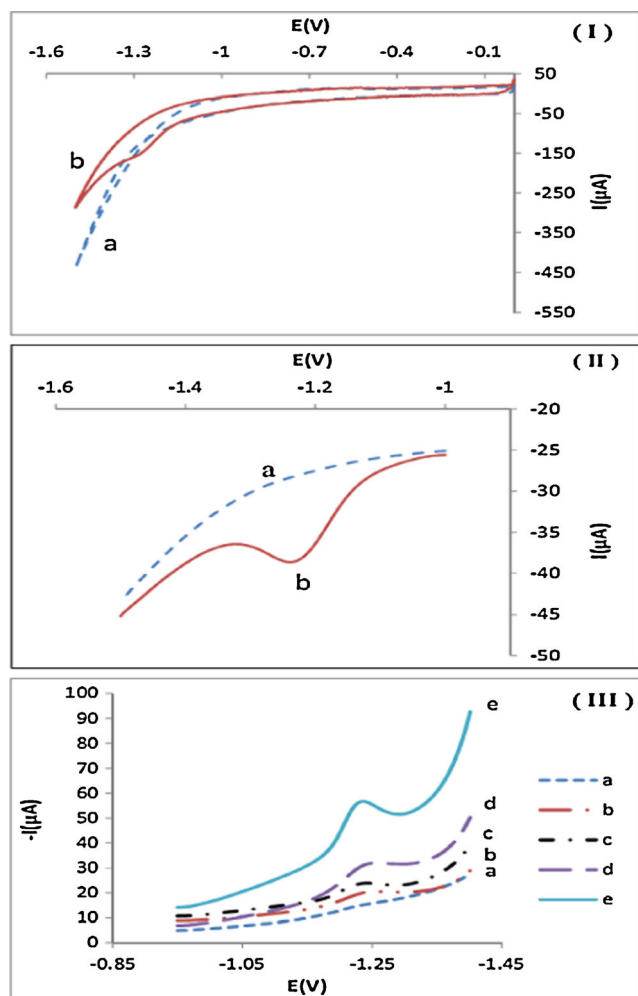 E(V)
( I )
-1.6 -1.3 -1 -0.7 -0.4 -0.1
50
-50
-150
-250
-350
-450
-550
I(µA)
b
a
E(V)
( II )
-1.6 -1.4 -1.2 -1
-20
-25
-30
-35
-40
-45
-50
I(µA)
a
b
( III )
100
90
80
70
60
50
40
30
20
10
0
-I(µA)
e
d
c
b
a
a
b
c
d
e
-0.85 -1.05 -1.25 -1.45
E(V)